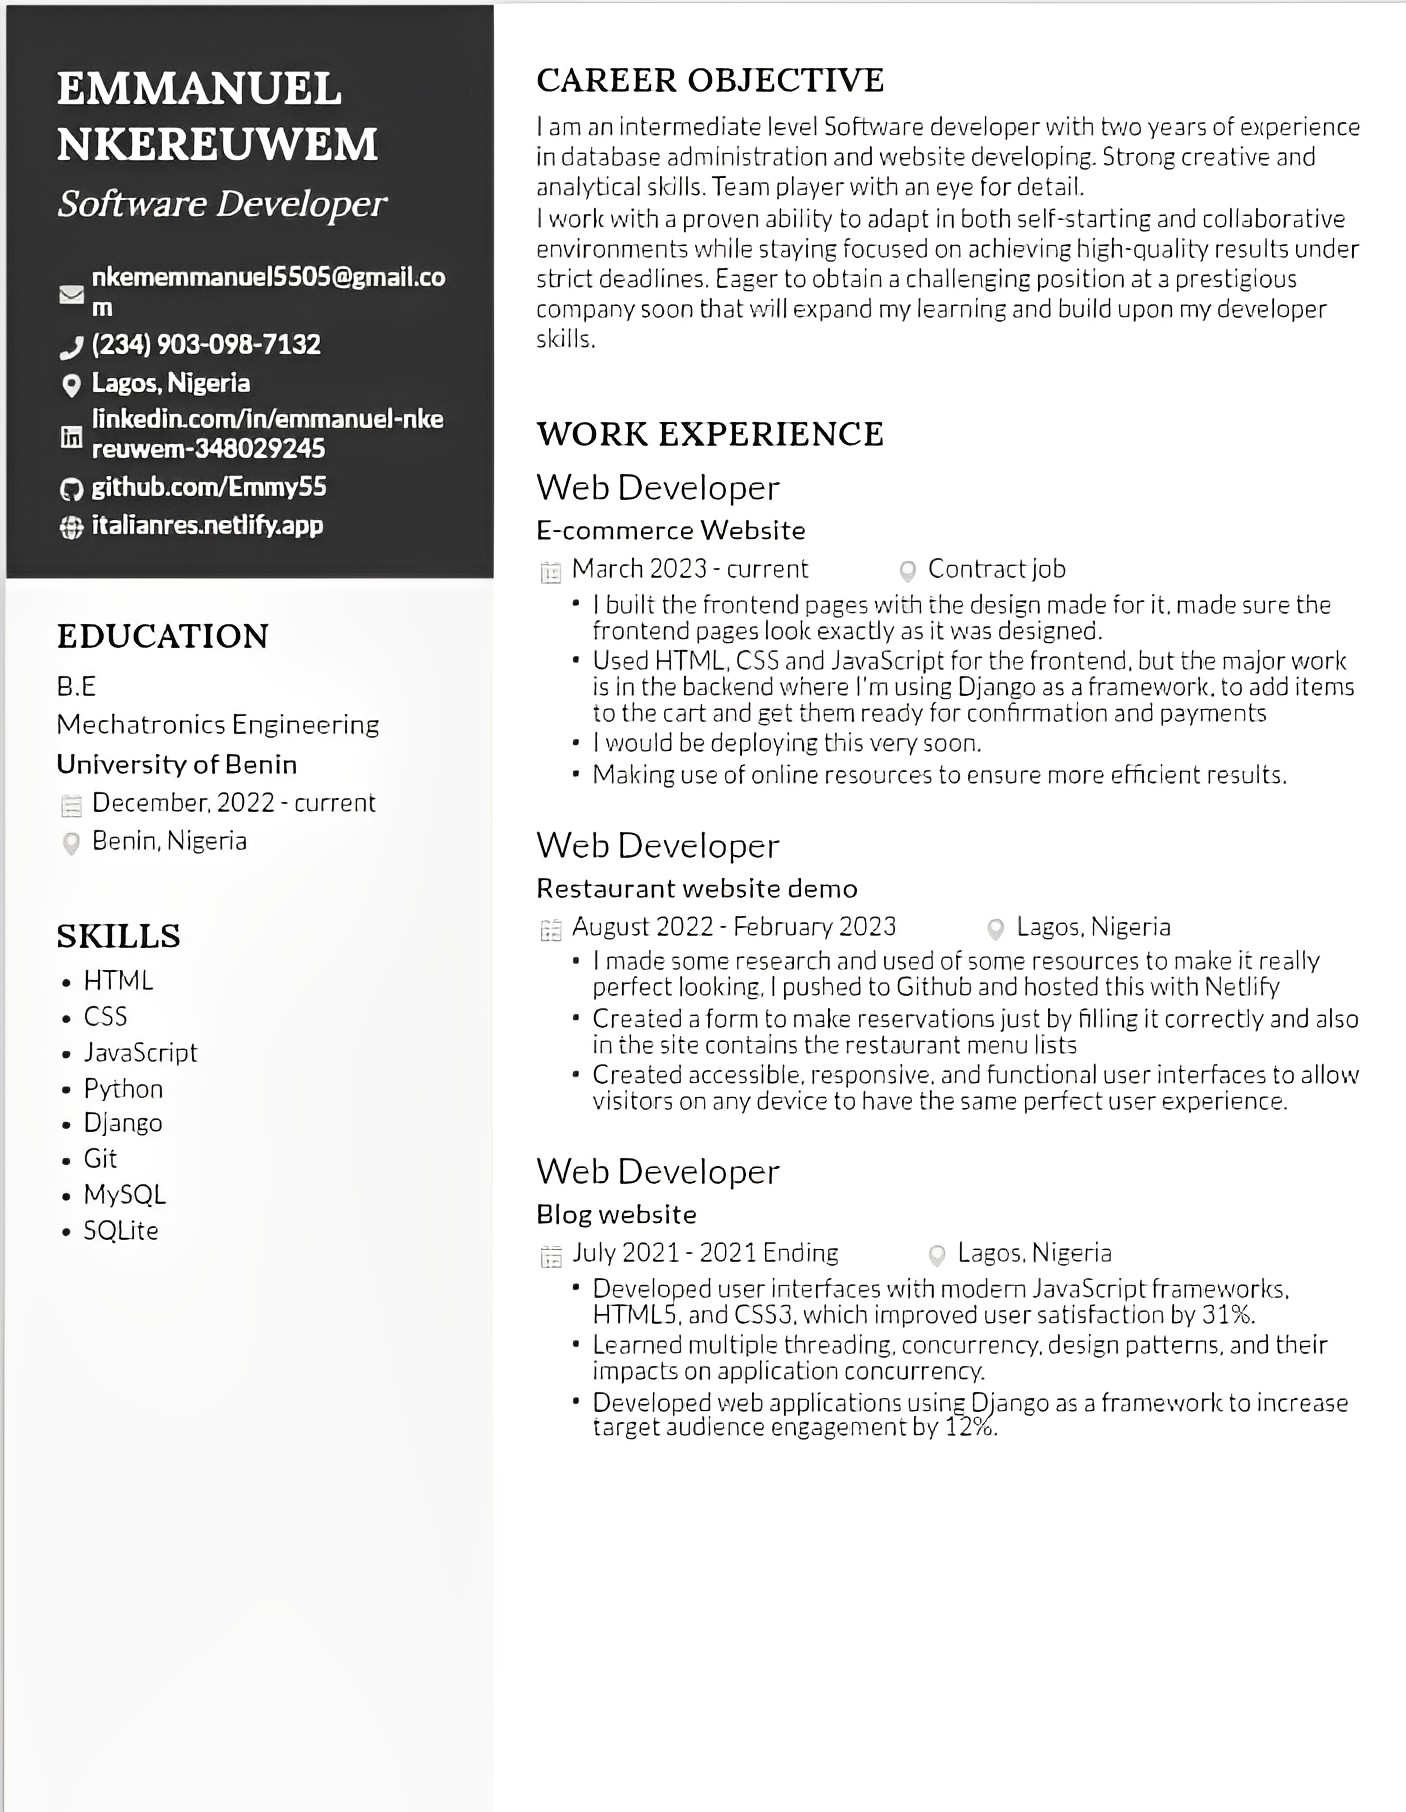 EMMANUEL
NKEREUWEM
Software Developer
nkememmanuel5505@gmail.co
m
(234) 903-098-7132
Lagos, Nigeria
linkedin.com/in/emmanuel-nke
reuwem-348029245
github.com/Emmy55
italianres.netlify.app
EDUCATION
B.E
Mechatronics Engineering
University of Benin
December, 2022 - current
Benin, Nigeria
SKILLS
• HTML
• CSS
• JavaScript
• Python
• Django
• Git
• MySQL
• SQLite
CAREER OBJECTIVE
I am an intermediate level Software developer with two years of experience
in database administration and website developing. Strong creative and
analytical skills. Team player with an eye for detail.
I work with a proven ability to adapt in both self-starting and collaborative
environments while staying focused on achieving high-quality results under
strict deadlines. Eager to obtain a challenging position at a prestigious
company soon that will expand my learning and build upon my developer
skills.
WORK EXPERIENCE
Web Developer
E-commerce Website
March 2023 - current Contract job
• I built the frontend pages with the design made for it, made sure the
frontend pages look exactly as it was designed.
• Used HTML, CSS and JavaScript for the frontend, but the major work
is in the backend where I'm using Django as a framework, to add items
to the cart and get them ready for confirmation and payments
• I would be deploying this very soon.
• Making use of online resources to ensure more efficient results.
Web Developer
Restaurant website demo
August 2022 - February 2023 Lagos, Nigeria
• I made some research and used of some resources to make it really
perfect looking, I pushed to Github and hosted this with Netlify
• Created a form to make reservations just by filling it correctly and also
in the site contains the restaurant menu lists
• Created accessible, responsive, and functional user interfaces to allow
visitors on any device to have the same perfect user experience.
Web Developer
Blog website
July 2021 - 2021 Ending Lagos, Nigeria
• Developed user interfaces with modern JavaScript frameworks,
HTML5, and CSS3, which improved user satisfaction by 31%.
• Learned multiple threading, concurrency, design patterns, and their
impacts on application concurrency.
• Developed web applications using Django as a framework to increase
target audience engagement by 12%.